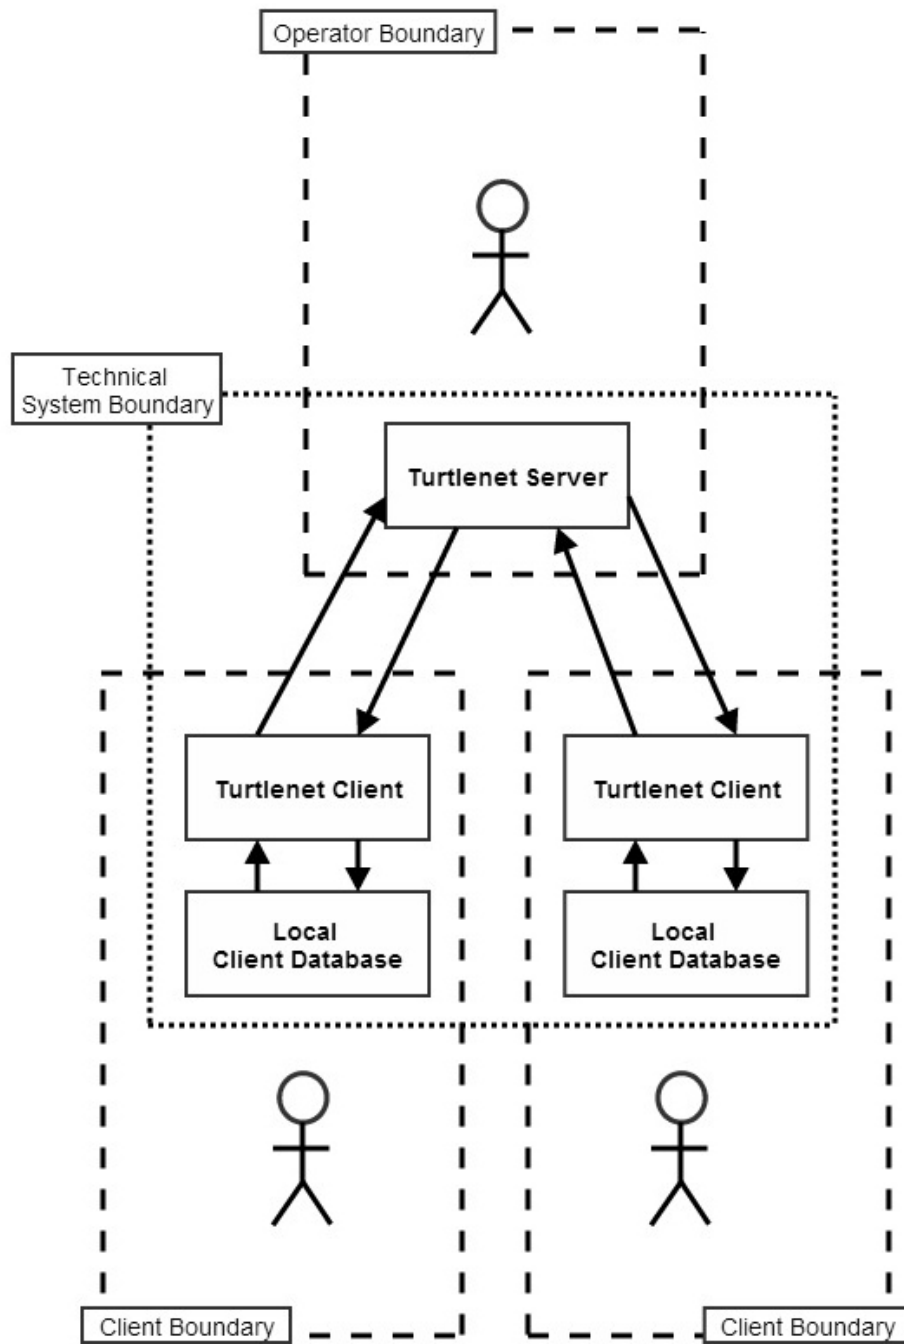 Operator Boundary
Technical
System Boundary
Turtlenet Server
Turtlenet Client
Turtlenet Client
Local
Client Database
Local
Client Database
Client Boundary
Client Boundary